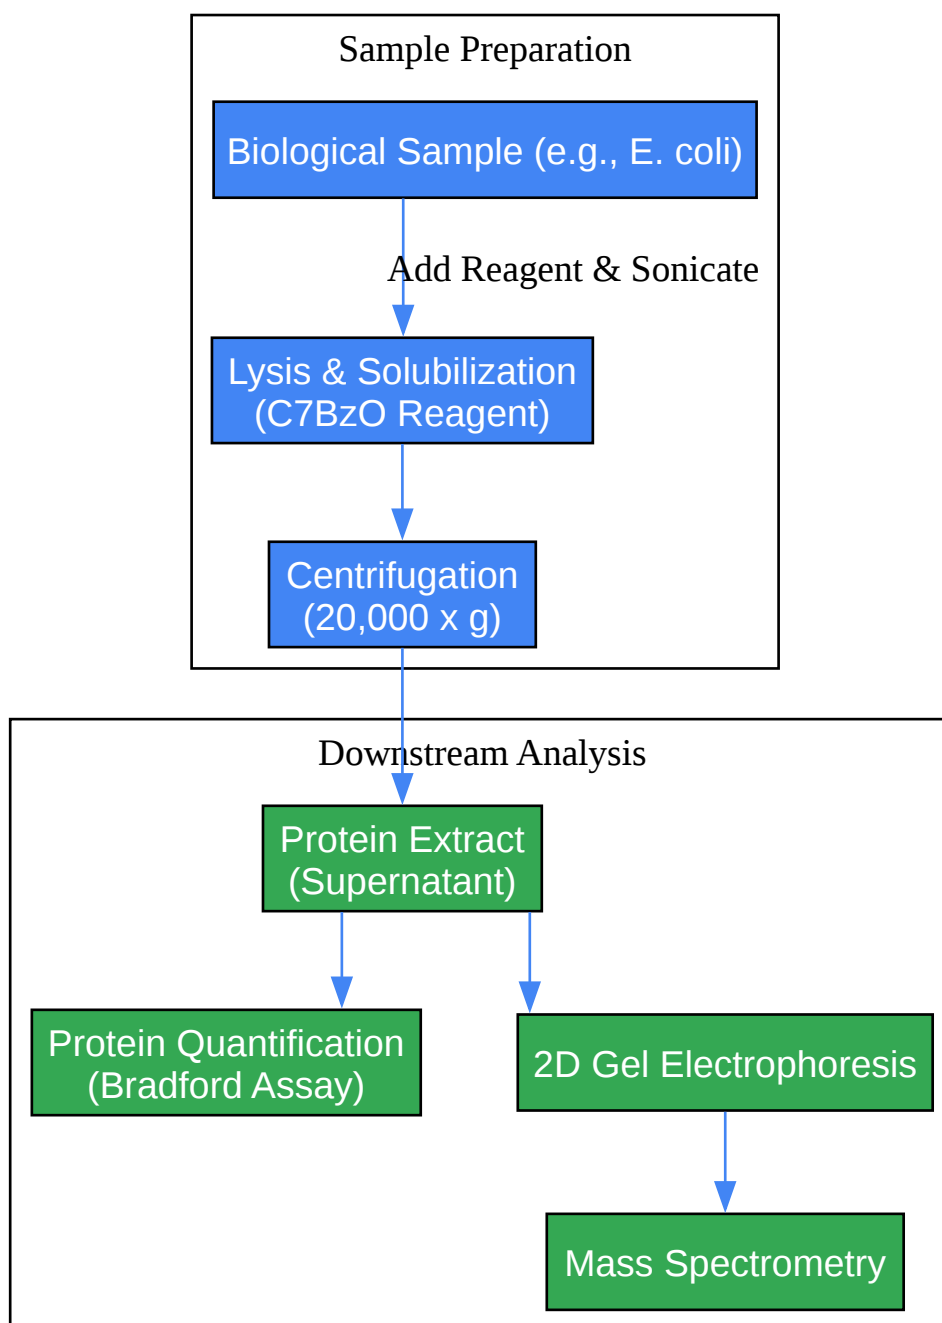 Sample Preparation
Biological Sample (e.g., E. coli)
Add Reagent & Sonicate
Lysis & Solubilization
(C7BzO Reagent)
Centrifugation
(20,000 x g)
Downstream Analysis
Protein Extract
(Supernatant)
Protein Quantification
(Bradford Assay)
2D Gel Electrophoresis
Mass Spectrometry